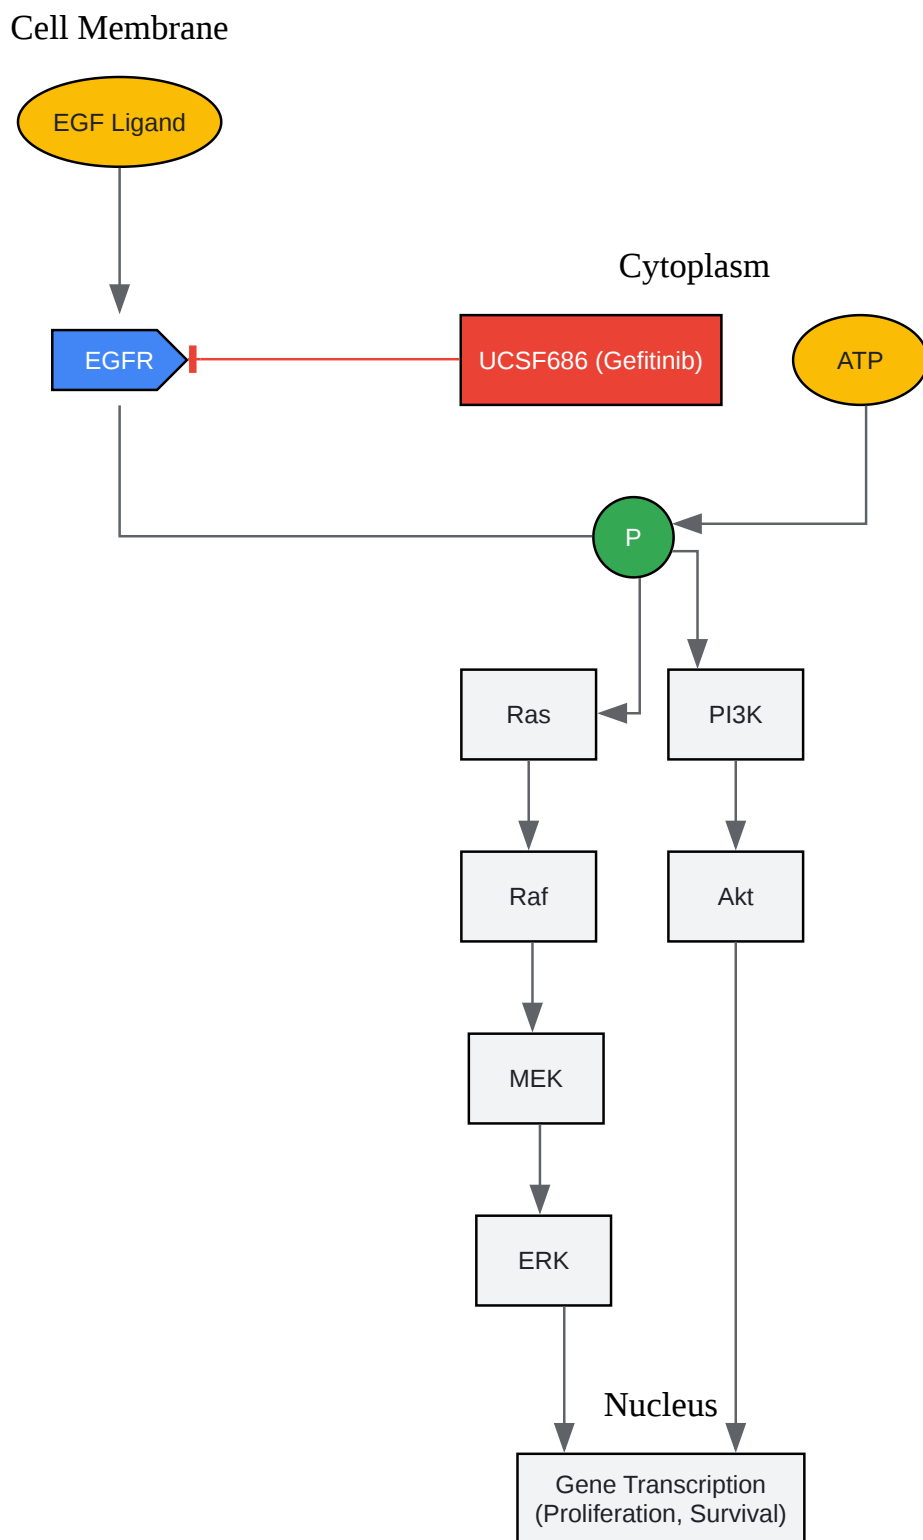 Cell Membrane
EGF Ligand
Cytoplasm
EGFR
UCSF686 (Gefitinib)
ATP
P
Ras
PI3K
Raf
Akt
MEK
ERK
Nucleus
Gene Transcription
(Proliferation, Survival)